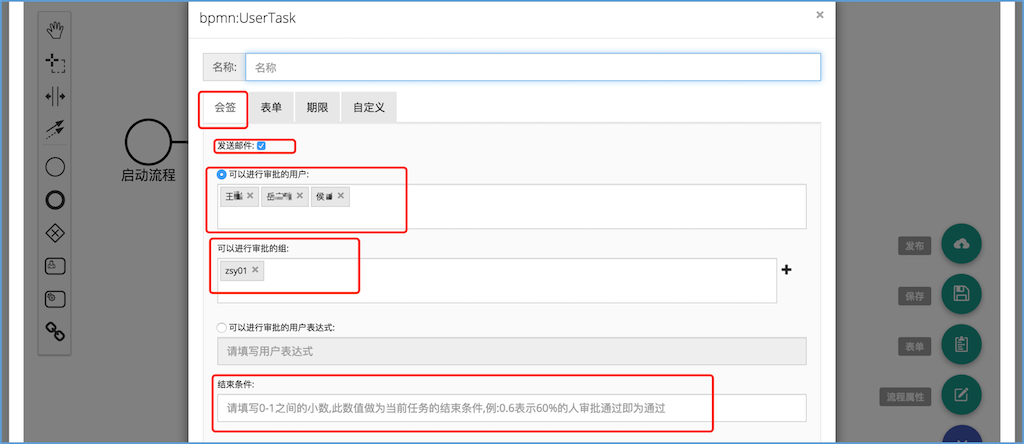 bpmn:UserTask
×
名称:
名称
会签 表单 期限 自定义
发送邮件:
可以进行审批的用户:
王 × 岳 × 侯 ×
可以进行审批的组:
zsy01 ×
可以进行审批的用户表达式:
请填写用户表达式
结束条件:
请填写0-1之间的小数,此数值做为当前任务的结束条件,例:0.6表示60%的人审批通过即为通过
启动流程
发布
保存
表单
流程属性